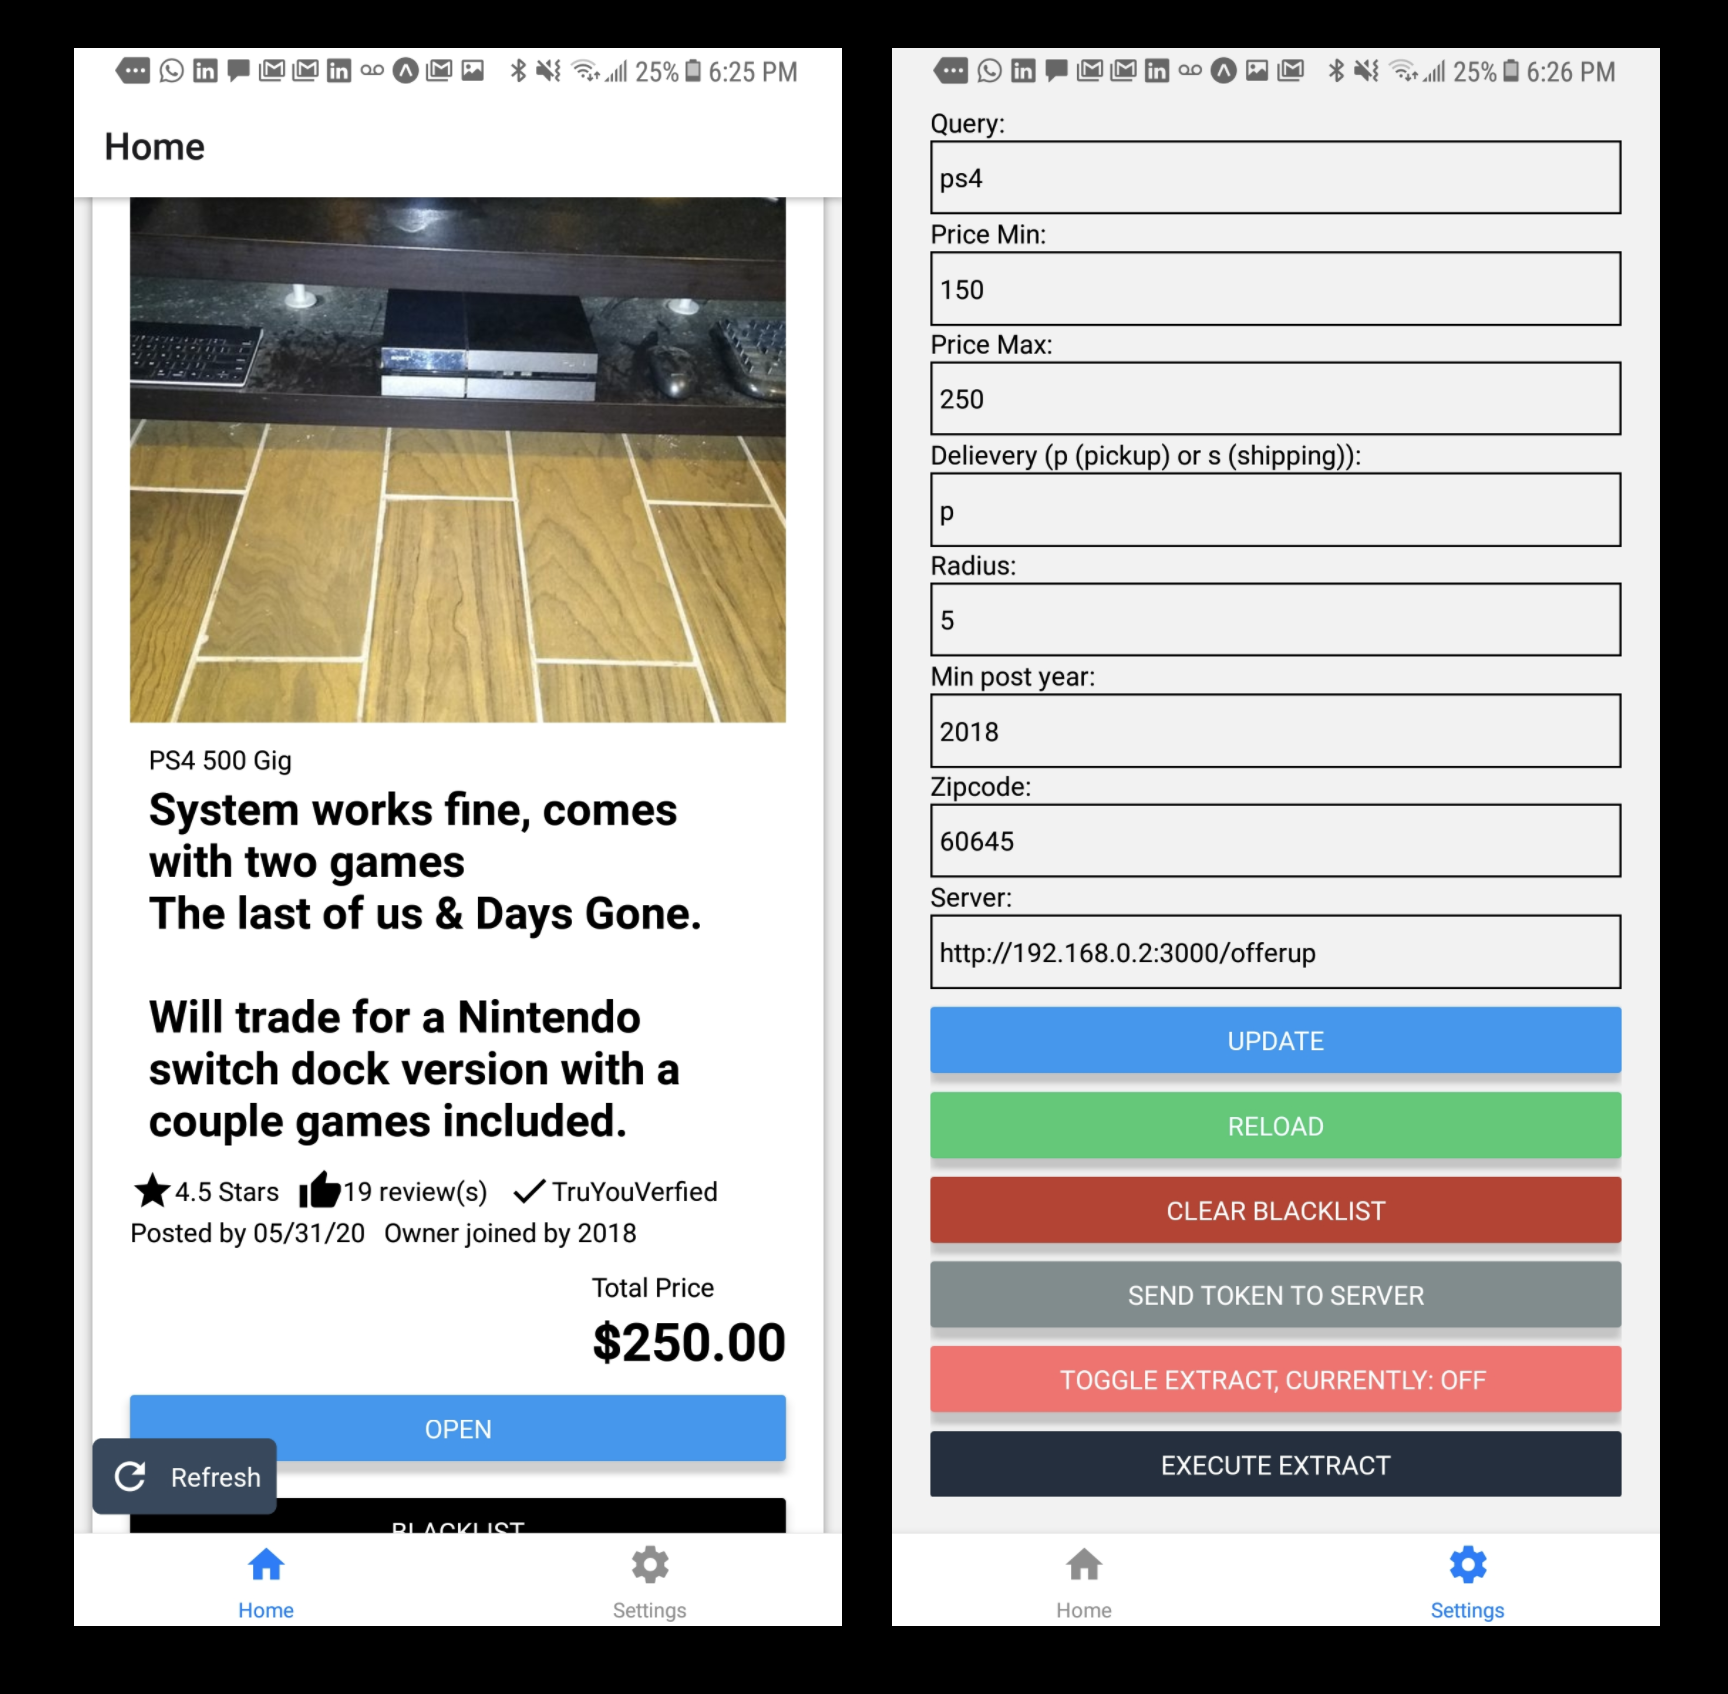 25% 6:25 PM
Home
PS4 500 Gig
System works fine, comes
with two games
The last of us & Days Gone.
Will trade for a Nintendo
switch dock version with a
couple games included.
4.5 Stars 19 review(s) TruYouVerfied
Posted by 05/31/20 Owner joined by 2018
Total Price
$250.00
OPEN
Refresh
BLACKLIST
Home Settings
25% 6:26 PM
Query:
ps4
Price Min:
150
Price Max:
250
Delievery (p (pickup) or s (shipping)):
p
Radius:
5
Min post year:
2018
Zipcode:
60645
Server:
http://192.168.0.2:3000/offerup
UPDATE
RELOAD
CLEAR BLACKLIST
SEND TOKEN TO SERVER
TOGGLE EXTRACT, CURRENTLY: OFF
EXECUTE EXTRACT
Home Settings